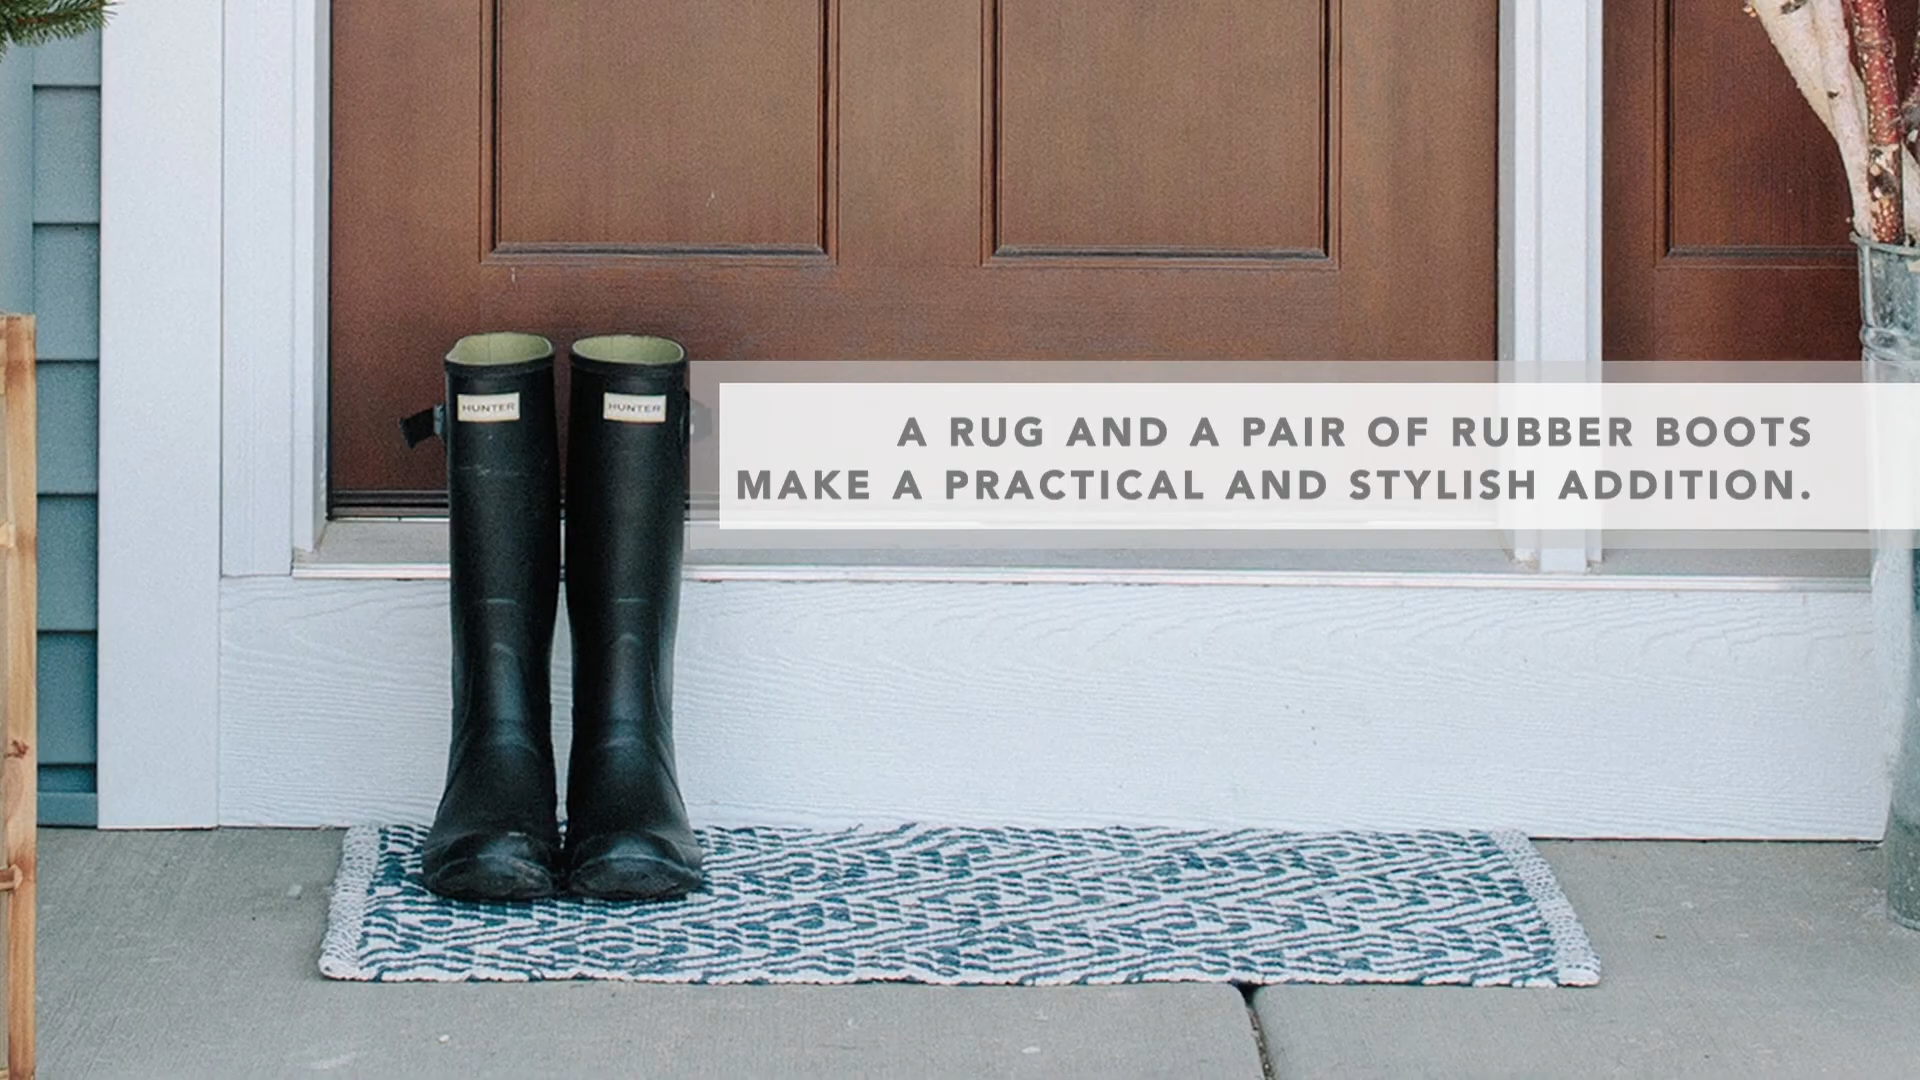 HUNTER
HUNTER
A RUG AND A PAIR OF RUBBER BOOTS
MAKE A PRACTICAL AND STYLISH ADDITION.